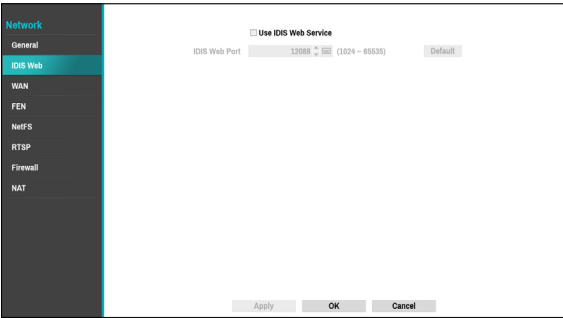 Network
General
IDIS Web
WAN
FEN
NetFS
RTSP
Firewall
NAT
Use IDIS Web Service
IDIS Web Port 12088 (1024 ~ 65535) Default
Apply OK Cancel